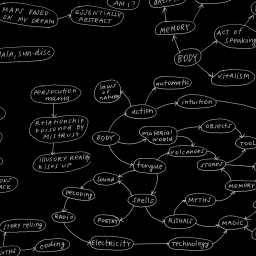 AM I?
MAPS BASED
ON MY DREAM
ESSENTIALLY
ABSTRACT
MEMORY
ACT OF
speaking
BODY
vitalism
sun-disc
persecution
mania
laws
of
nature
automatic
action
intuition
Relationship
poisoned by
mistrust
BODY
material
world
objects
volcanoes
TOOL
illusory realm
rises up
tongue
stones
sound
MEMORY
Decoding
spells
MYTHS
RADIO
POETRY
RITUALS
MAGIC
STORY telling
coding
Electricity
technology